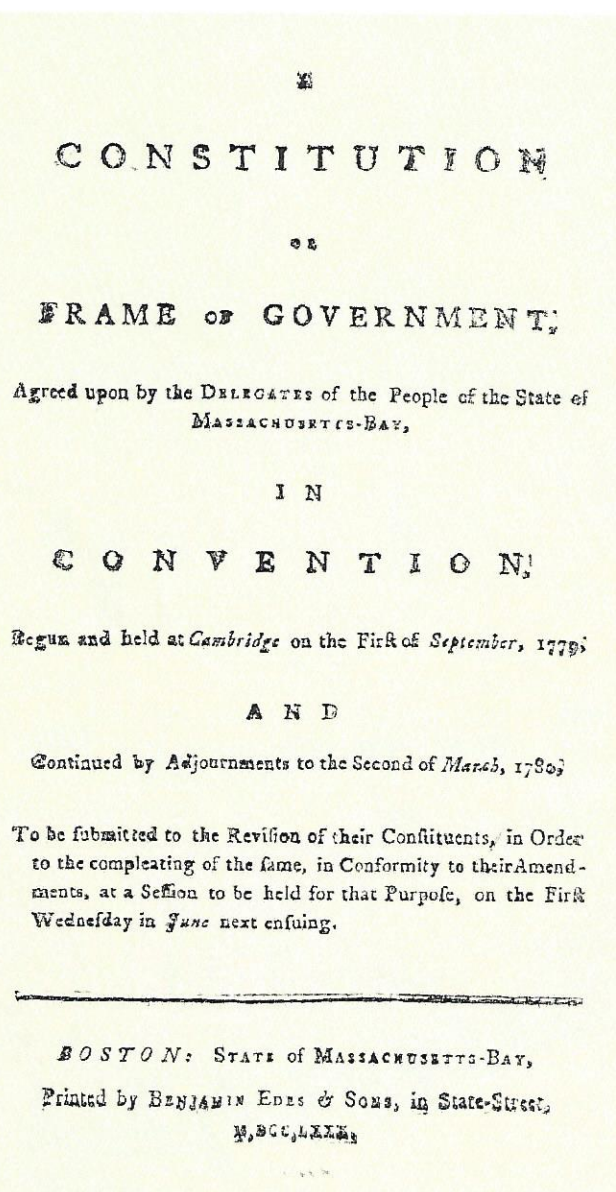 A
CONSTITUTION
OR
FRAME OF GOVERNMENT,
Agreed upon by the DELEGATES of the People of the State of
MASSACHUSETTS-BAY,
IN
CONVENTION,
Begun and held at Cambridge on the Firſt of September, 1779,
AND
Continued by Adjournments to the Second of March, 1780;
To be ſubmitted to the Reviſion of their Conſtituents, in Order
to the compleating of the ſame, in Conformity to their Amend-
ments, at a Seſſion to be held for that Purpoſe, on the Firſt
Wedneſday in June next enſuing.
BOSTON: STATE of MASSACHUSETTS-BAY,
Printed by BENJAMIN EDES & SONS, in State-Street,
M,DCC,LXXX,